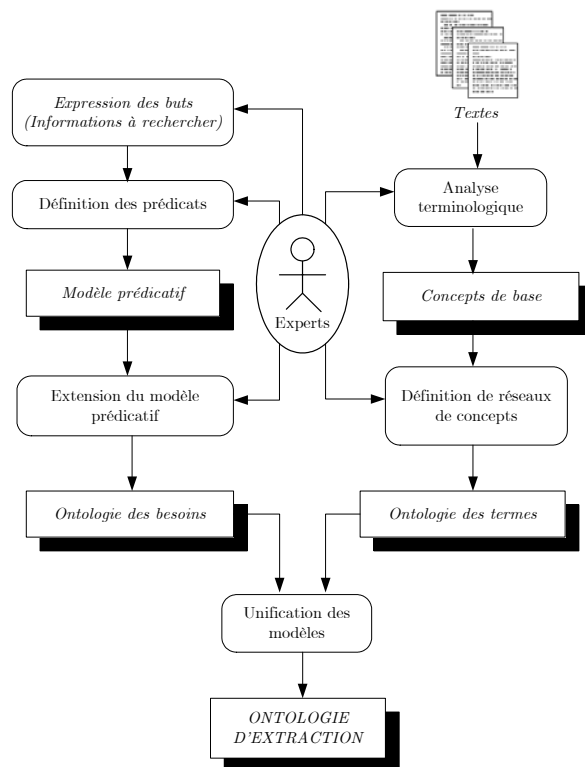 Textes
Expression des buts
(Informations à rechercher)
Définition des prédicats
Analyse
terminologique
Modèle prédicatif
Experts
Concepts de base
Extension du modèle
prédicatif
Définition de réseaux
de concepts
Ontologie des besoins
Ontologie des termes
Unification des
modèles
ONTOLOGIE
D'EXTRACTION